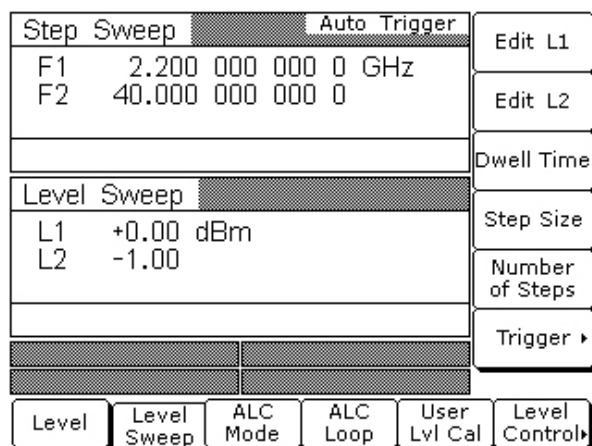 Step Sweep Auto Trigger
F1 2.200 000 000 0 GHz
F2 40.000 000 000 0
Level Sweep
L1 +0.00 dBm
L2 -1.00
Edit L1
Edit L2
Dwell Time
Step Size
Number
of Steps
Trigger ▸
Level
Level
Sweep
ALC
Mode
ALC
Loop
User
Lvl Cal
Level
Control▸